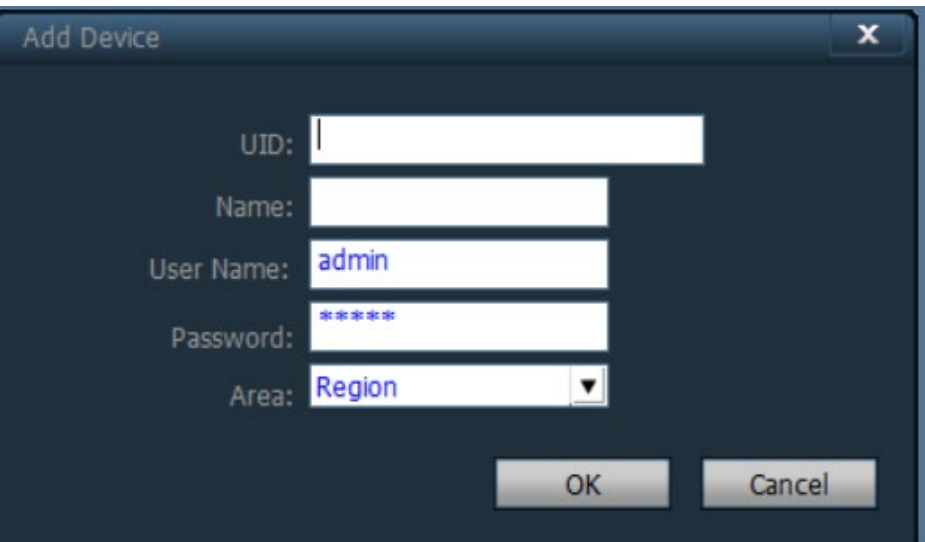 Add Device
x
UID:
Name:
User Name: admin
Password: *****
Area: Region
OK Cancel